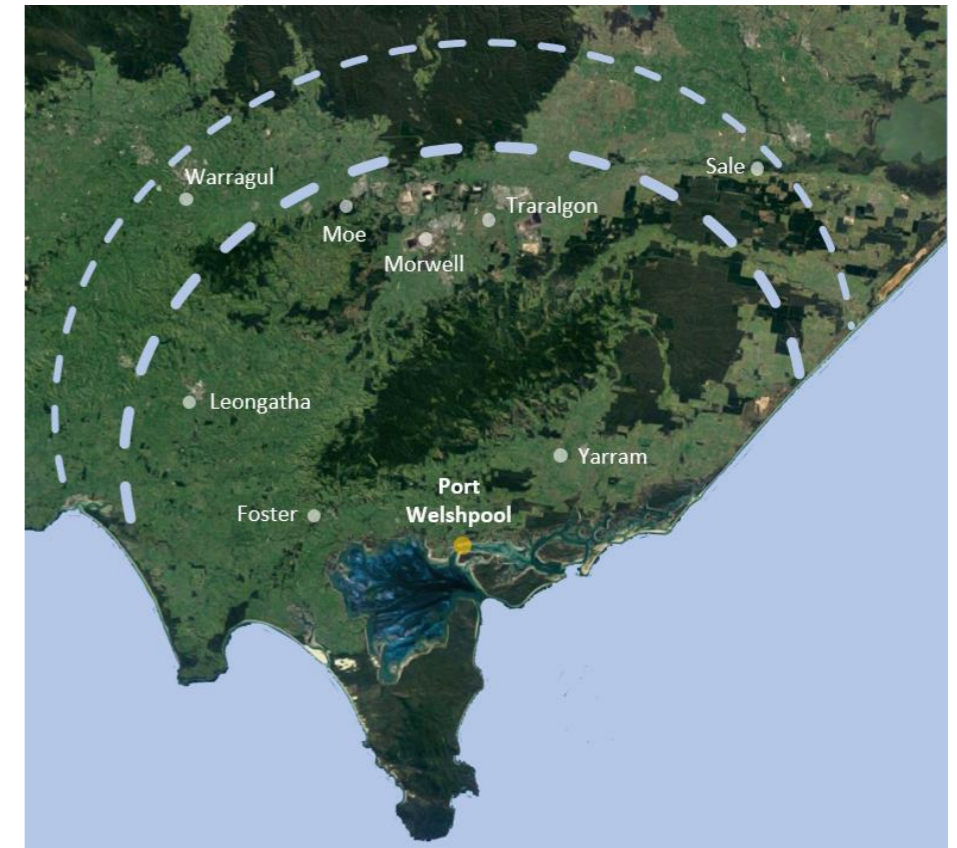 Warragul
Sale
Traralgon
Moe
Morwell
Leongatha
Yarram
Port
Welshpool
Foster